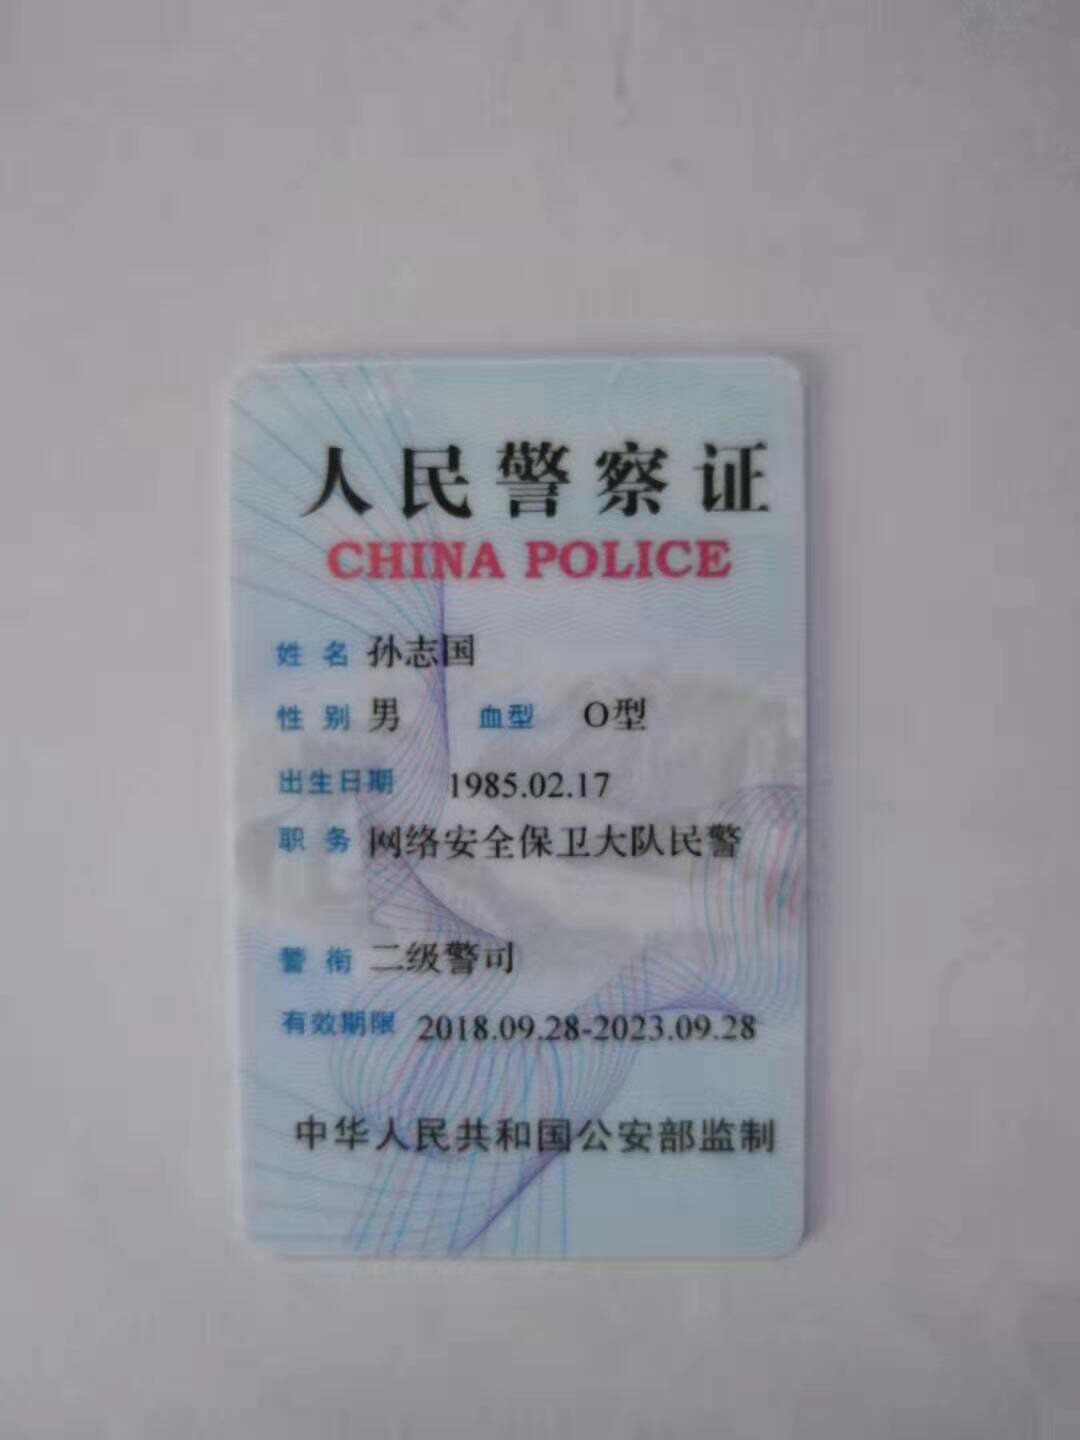 人民警察证
CHINA POLICE
姓 名 孙志国
性 别 男 血型 O型
出生日期 1985.02.17
职 务 网络安全保卫大队民警
警 衔 二级警司
有效期限 2018.09.28-2023.09.28
中华人民共和国公安部监制